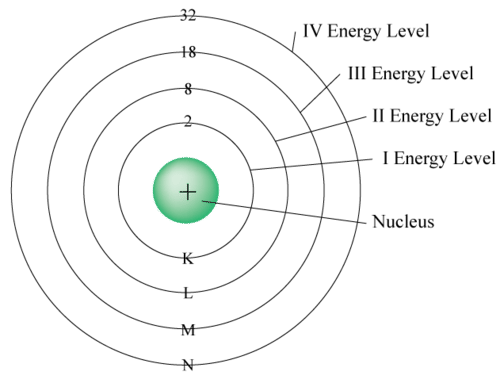 32
IV Energy Level
18
III Energy Level
8
II Energy Level
2
I Energy Level
+
Nucleus
K
L
M
N